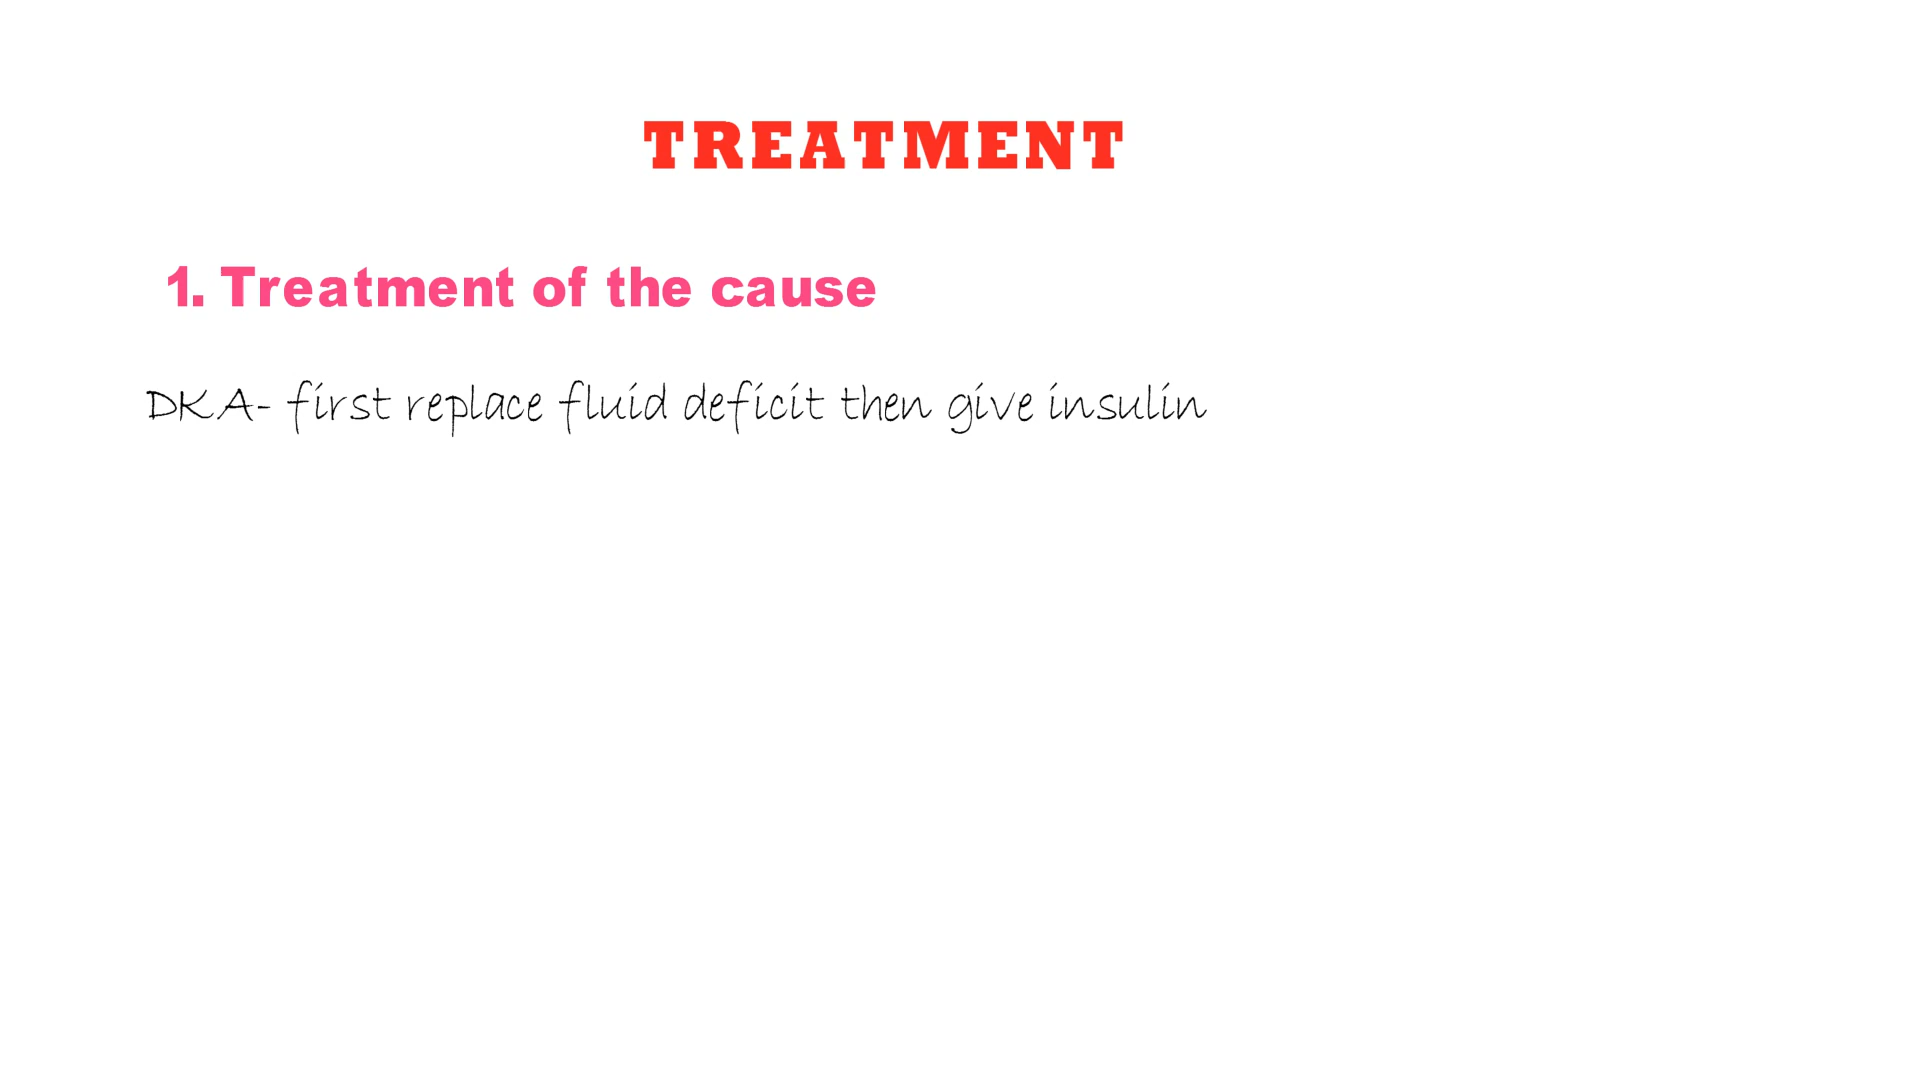 TREATMENT
1. Treatment of the cause
DKA- first replace fluid deficit then give insulin